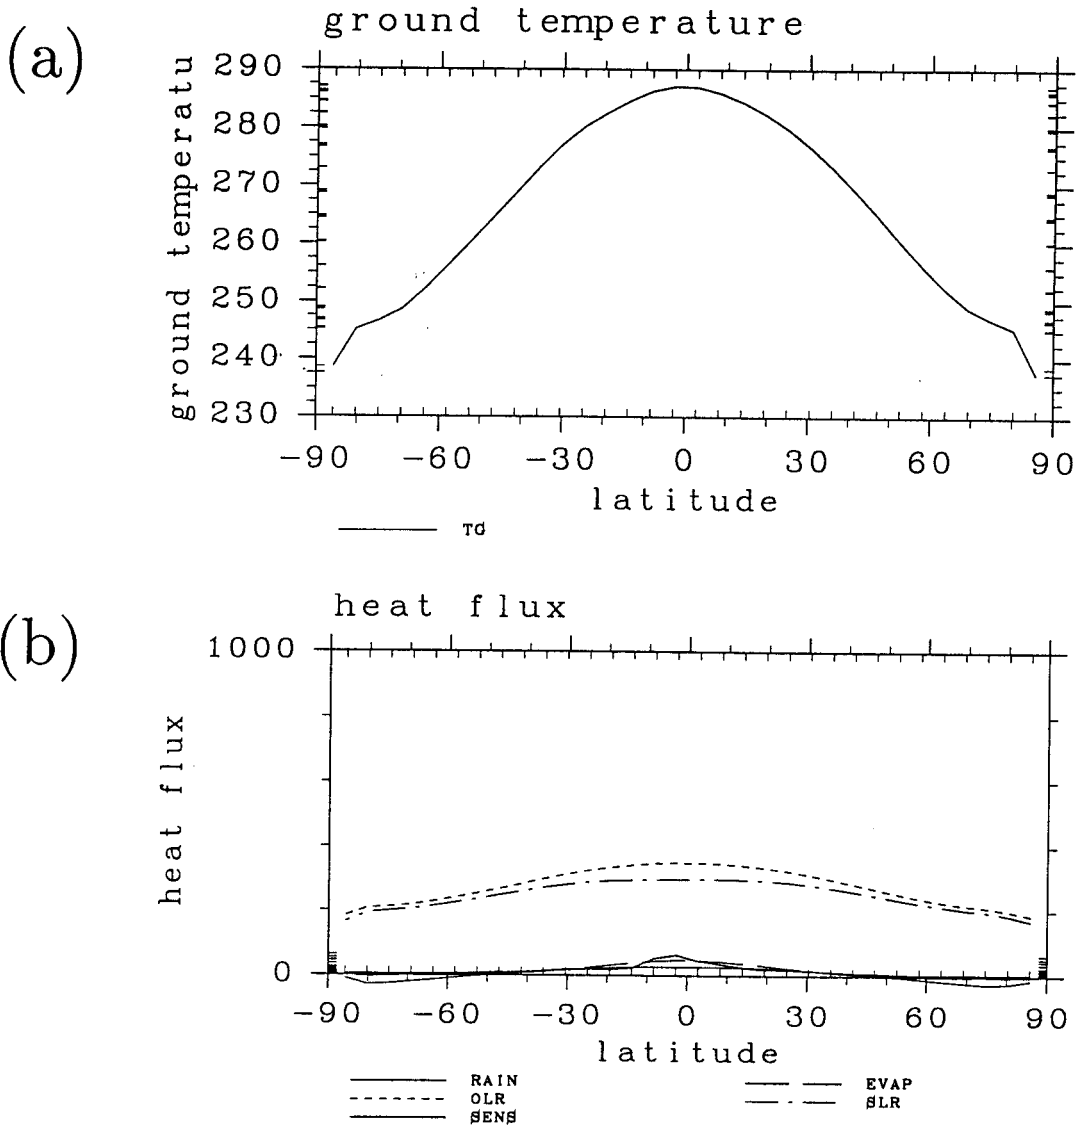 (a)
ground temperature
ground temperatu
290
280
270
260
250
240
230
-90 -60 -30 0 30 60 90
latitude
TG
(b)
heat flux
heat flux
1000
0
-90 -60 -30 0 30 60 90
latitude
RAIN EVAP
OLR SLR
SENS